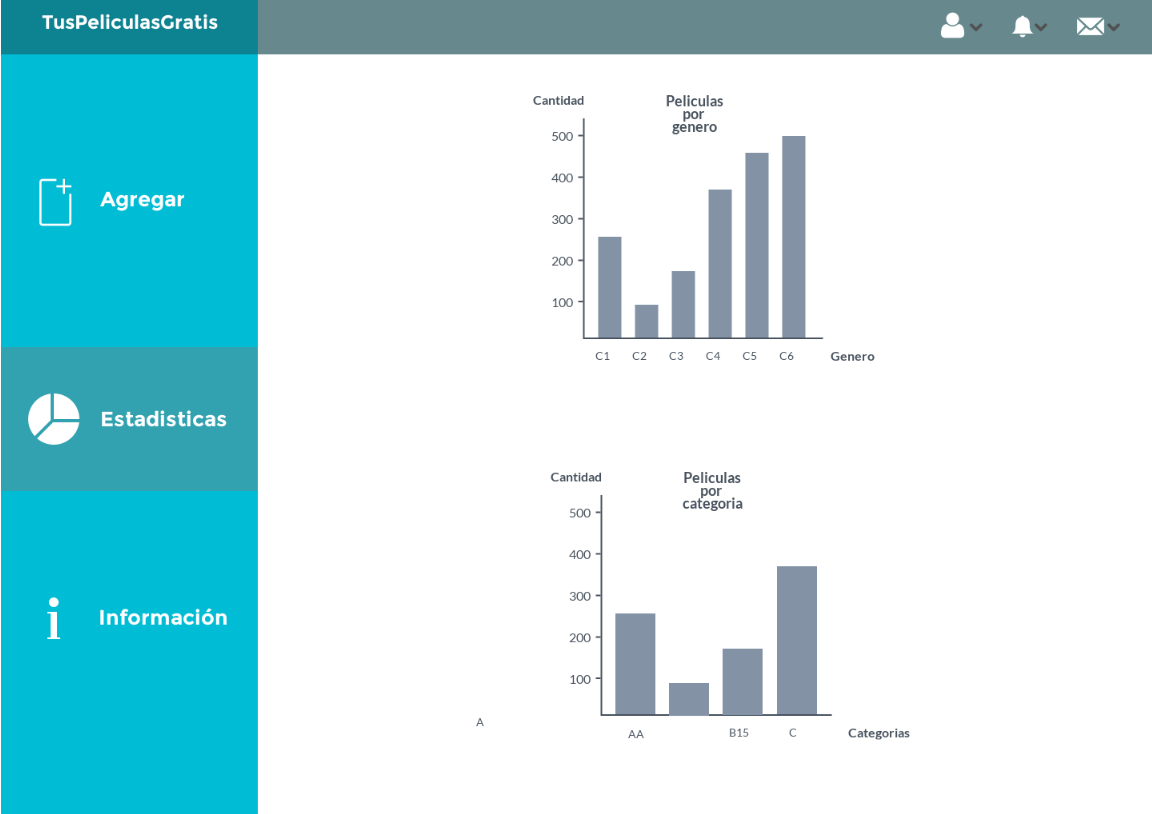 TusPeliculasGratis
Agregar
Estadisticas
Información
Cantidad
Peliculas
por
genero
500
400
300
200
100
C1 C2 C3 C4 C5 C6
Genero
Cantidad
Peliculas
por
categoria
500
400
300
200
100
A
AA B15 C
Categorias